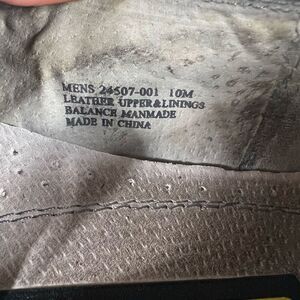 MENS 24507-001 10M
LEATHER UPPER&LININGS
BALANCE MANMADE
MADE IN CHINA